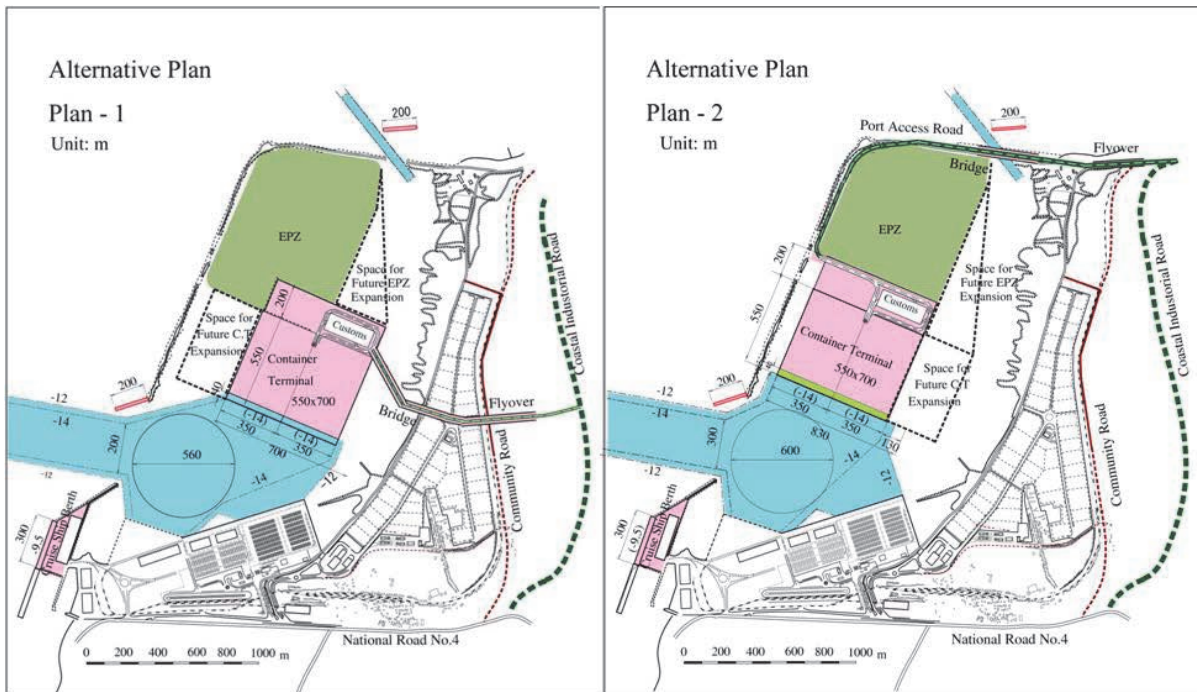 Alternative Plan
Plan - 1
Unit: m
200
EPZ
Space for
Future EPZ
Expansion
200
Customs
Space for
Future C.T
Expansion
550
Container
Terminal
550x700
40
Coastal Industorial Road
200
-12
-14
(-14)
350
(-14)
350
700
Bridge
Flyover
200
560
-14
-12
-12
Community Road
300
(-9.5)
Cruise Ship Berth
National Road No.4
0 200 400 600 800 1000 m
Alternative Plan
Plan - 2
Unit: m
200
Port Access Road
Flyover
Bridge
EPZ
200
Space for
Future EPZ
Expansion
Customs
550
Container Terminal
550x700
Space for
Future C.T
Expansion
Coastal Industorial Road
200
-12
-14
(-14)
350
(-14)
350
830
130
300
600
-14
-12
-12
Community Road
300
(-9.5)
Cruise Ship Berth
National Road No.4
0 200 400 600 800 1000 m